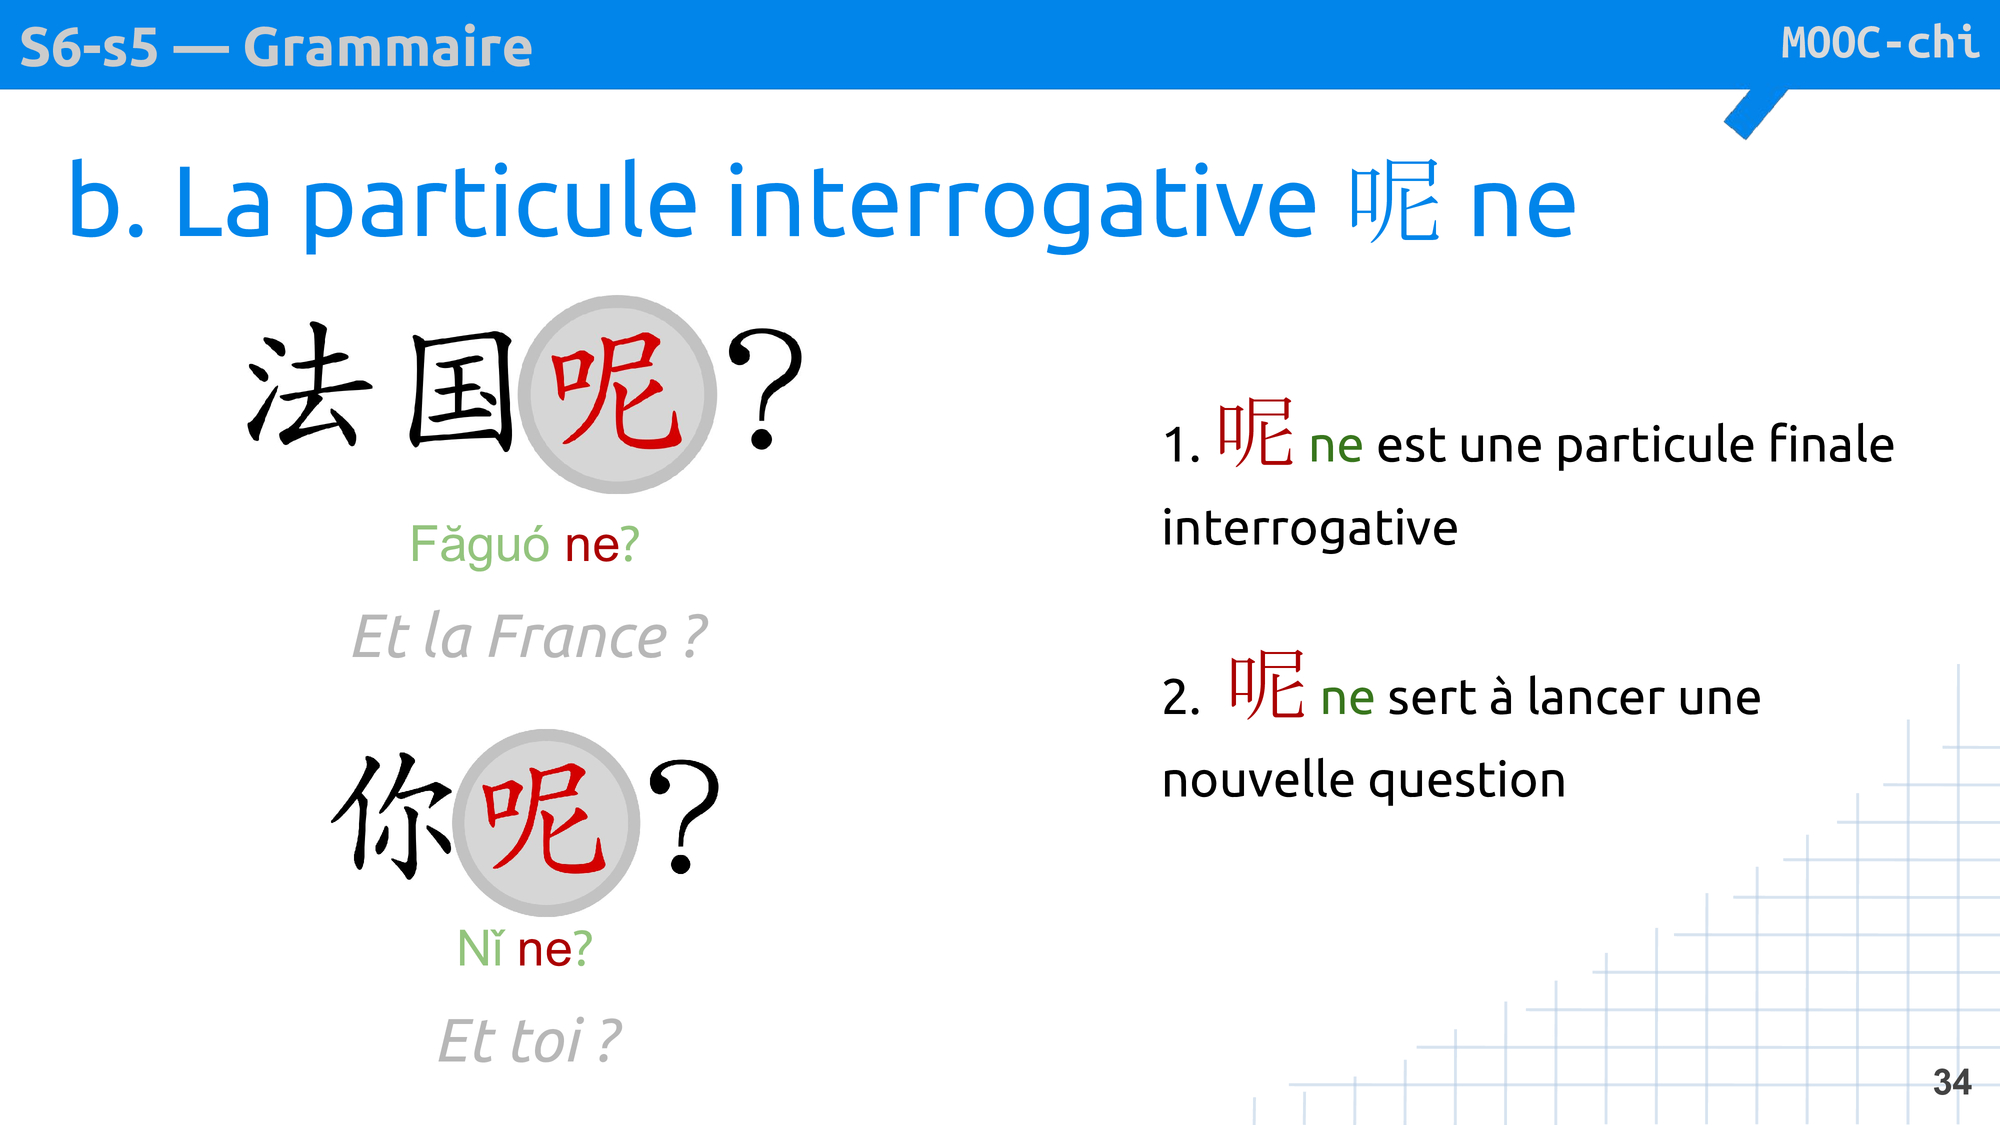 S6-s5 — Grammaire
MOOC-chi
b. La particule interrogative 呢 ne
法国呢？
Făguó ne?
Et la France ?
你呢？
Nǐ ne?
Et toi ?
1. 呢 ne est une particule finale
interrogative
2. 呢 ne sert à lancer une
nouvelle question
34